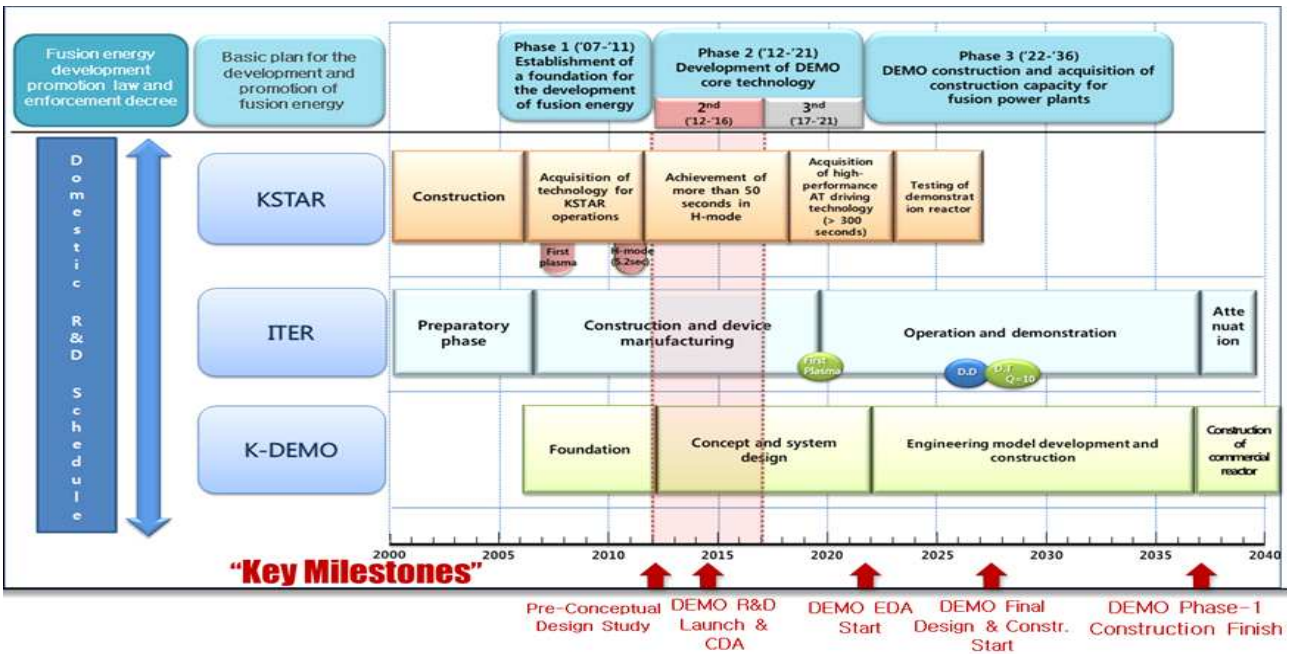 Fusion energy
development
promotion law and
enforcement decree
Basic plan for the
development and
promotion of
fusion energy
Phase 1 ('07-'11)
Establishment of
a foundation for
the development
of fusion energy
Phase 2 ('12-'21)
Development of DEMO
core technology
2nd
('12-'16)
3rd
('17-'21)
Phase 3 ('22-'36)
DEMO construction and acquisition of
construction capacity for
fusion power plants
Domestic R&D Schedule
KSTAR
Construction
Acquisition of
technology for
KSTAR
operations
Achievement of
more than 50
seconds in
H-mode
Acquisition
of high-
performance
AT driving
technology
(> 300
seconds)
Testing of
demonstrat
ion reactor
First
plasma
H-mode
(5.2sec)
ITER
Preparatory
phase
Construction and device
manufacturing
Operation and demonstration
Atte
nuat
ion
First
Plasma
D.D
D.T
Q=10
K-DEMO
Foundation
Concept and system
design
Engineering model development and
construction
Construction
of
commercial
reactor
2000 2005 2010 2015 2020 2025 2030 2035 2040
"Key Milestones"
Pre-Conceptual
Design Study
DEMO R&D
Launch &
CDA
DEMO EDA
Start
DEMO Final
Design & Constr.
Start
DEMO Phase-1
Construction Finish